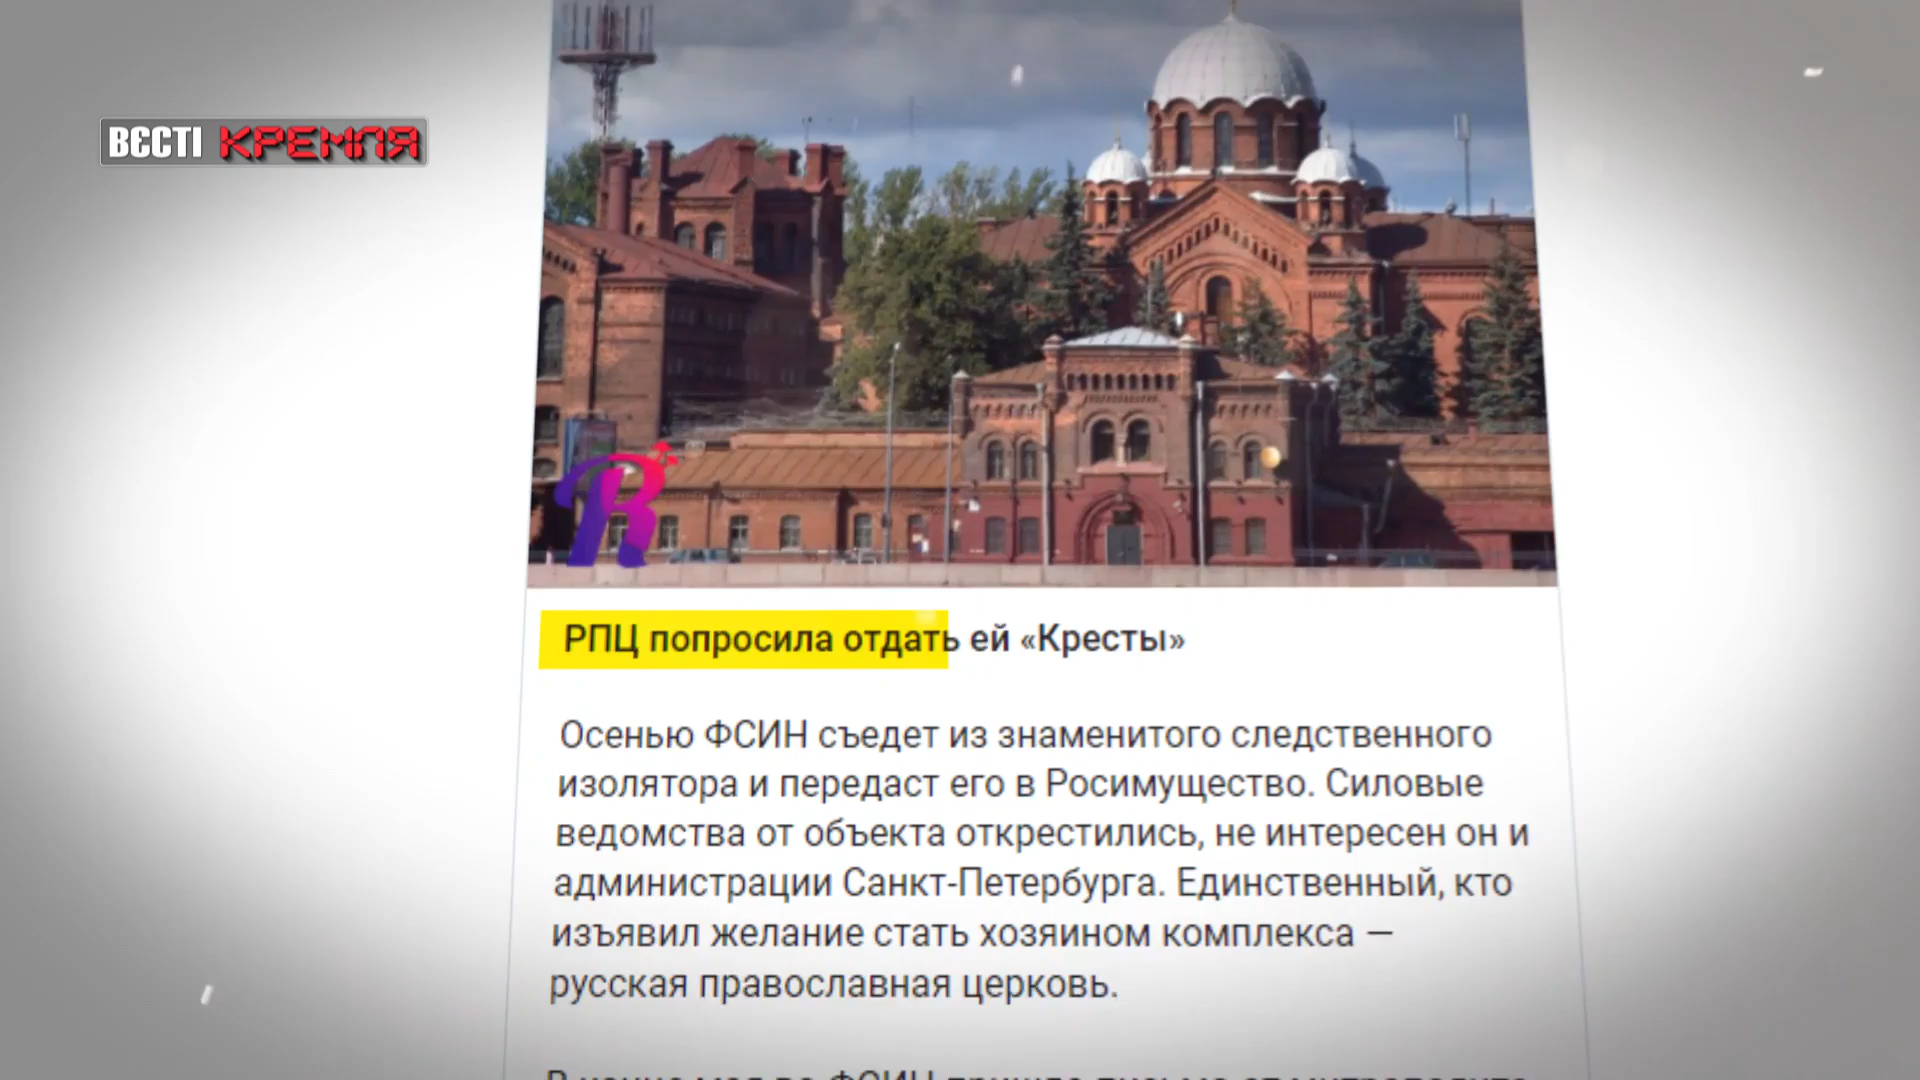 ВЄСТІ КРЕМЛЯ
R
РПЦ попросила отдать ей «Кресты»
Осенью ФСИН съедет из знаменитого следственного
изолятора и передаст его в Росимущество. Силовые
ведомства от объекта открестились, не интересен он и
администрации Санкт-Петербурга. Единственный, кто
изъявил желание стать хозяином комплекса —
русская православная церковь.